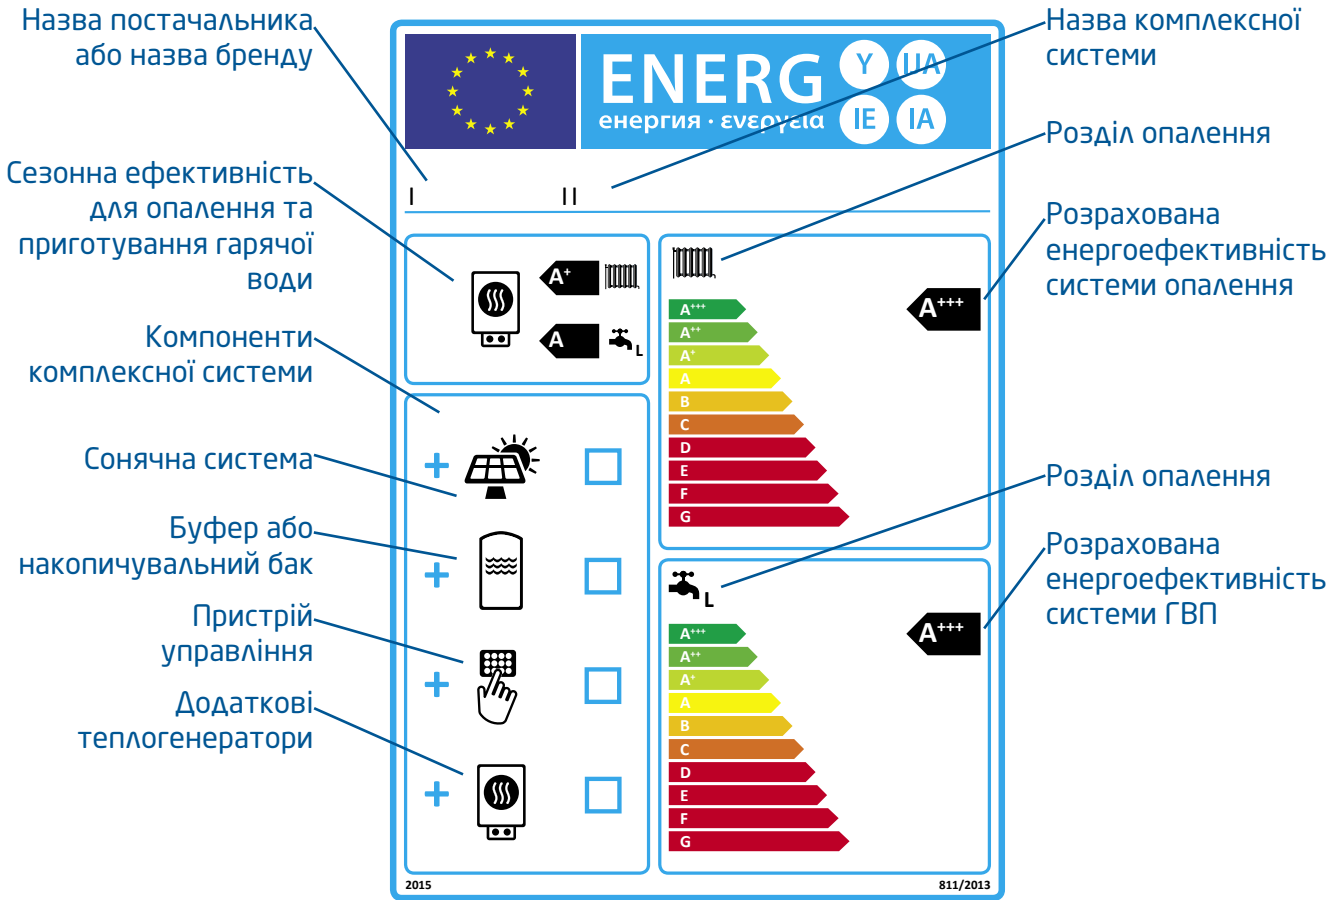 Назва постачальника
або назва бренду
Сезонна ефективність
для опалення та
приготування гарячої
води
Компоненти
комплексної системи
Сонячна система
Буфер або
накопичувальний бак
Пристрій
управління
Додаткові
теплогенератори
ENERG
енергия · ενεργεια
Y
UA
IE
IA
I
II
A+
A
L
A+++
A++
A+
A
B
C
D
E
F
G
A+++
L
A+++
A++
A+
A
B
C
D
E
F
G
A+++
2015
811/2013
Назва комплексної
системи
Розділ опалення
Розрахована
енергоефективність
системи опалення
Розділ опалення
Розрахована
енергоефективність
системи ГВП